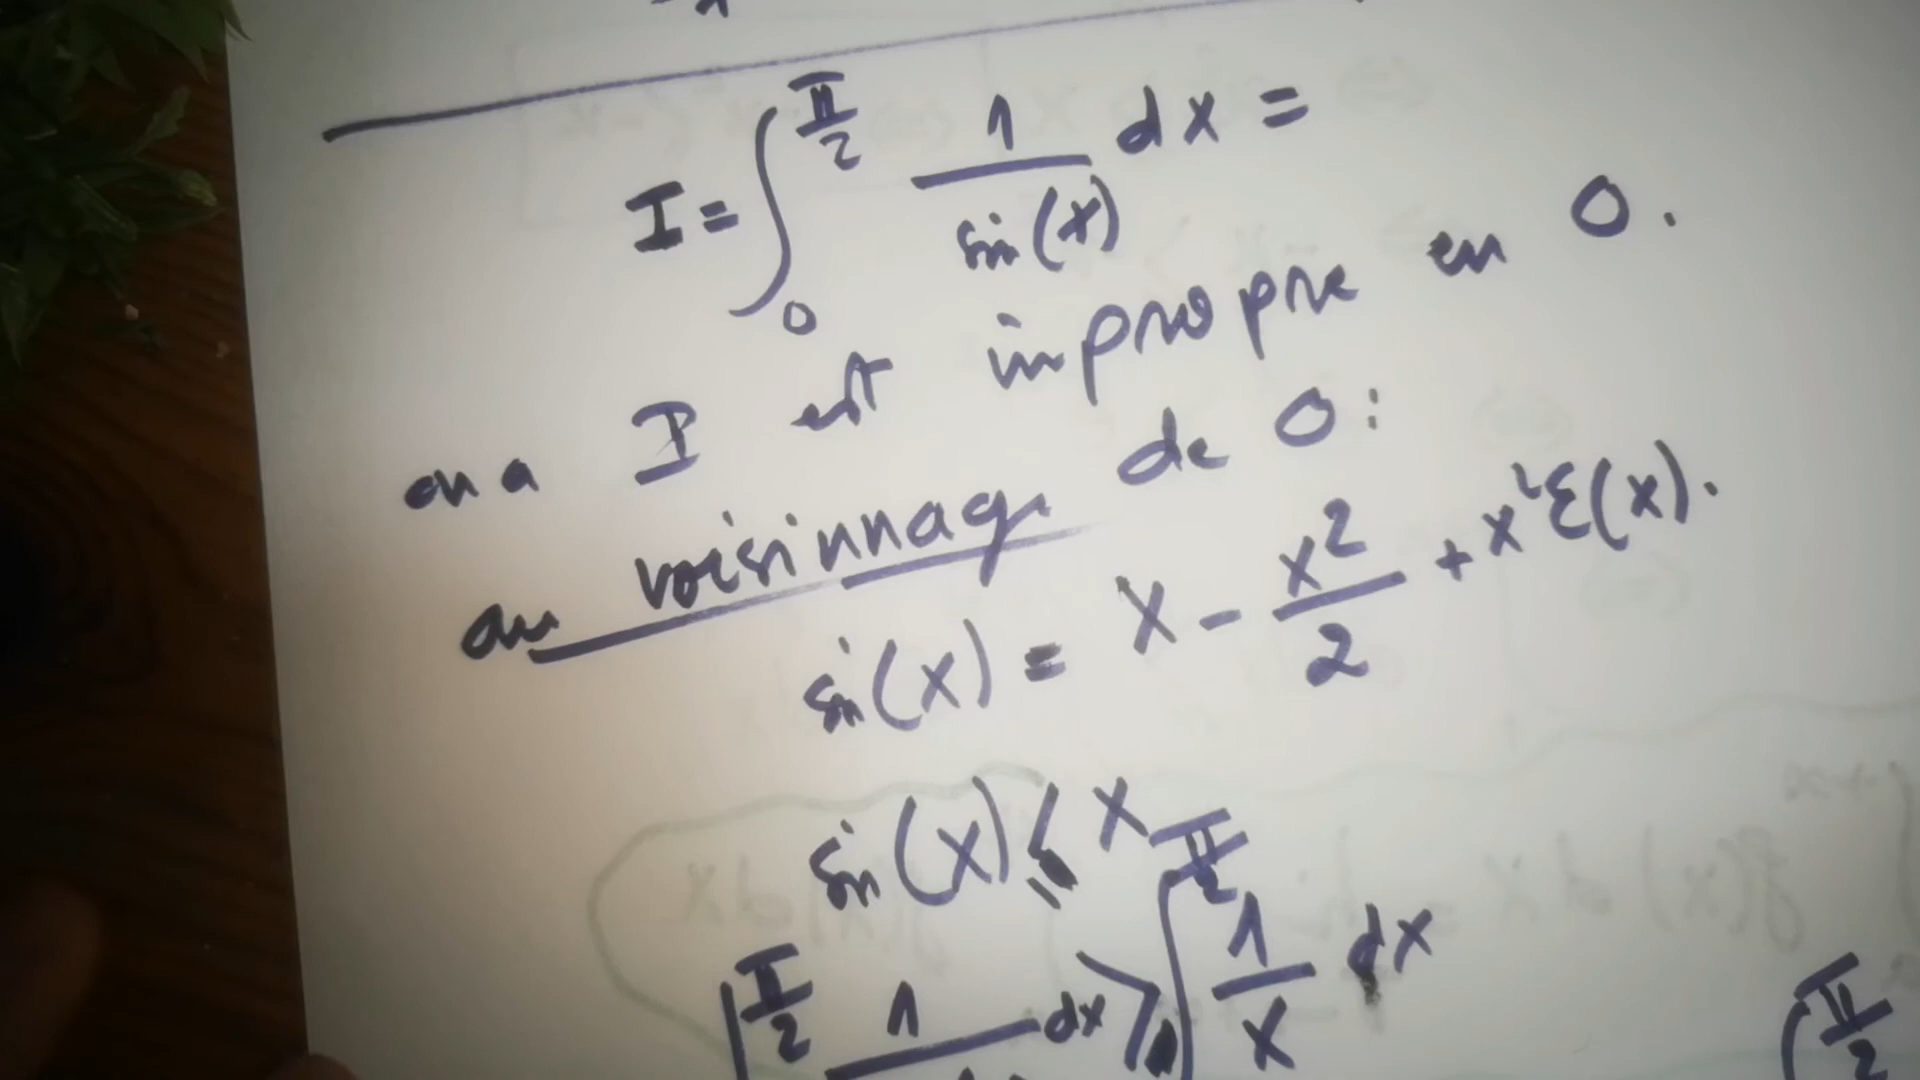 I = ∫₀^(π/2) 1/sin(x) dx =
on a I est impropre en 0.
au voisinnage de 0:
sin(x) = x - x²/2 + x²ε(x).
sin(x) ≤ x
∫^(π/2) 1 dx ≥ ∫^(π/2) 1/x dx
π/2